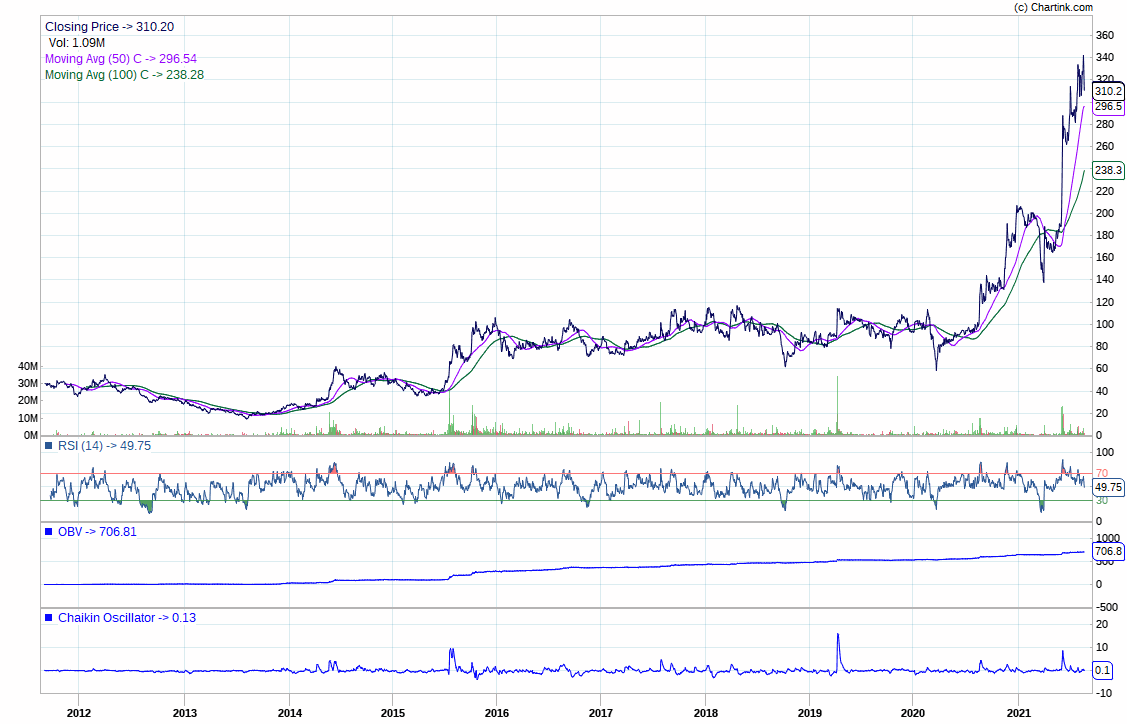 (c) Chartink.com
Closing Price -> 310.20
Vol: 1.09M
Moving Avg (50) C -> 296.54
Moving Avg (100) C -> 238.28
360
340
320
310.2
296.5
280
260
238.3
220
200
180
160
140
120
100
80
60
40
20
0
40M
30M
20M
10M
0M
RSI (14) -> 49.75
100
70
49.75
30
0
OBV -> 706.81
1000
706.8
500
0
-500
Chaikin Oscillator -> 0.13
20
10
0.1
-10
2012 2013 2014 2015 2016 2017 2018 2019 2020 2021